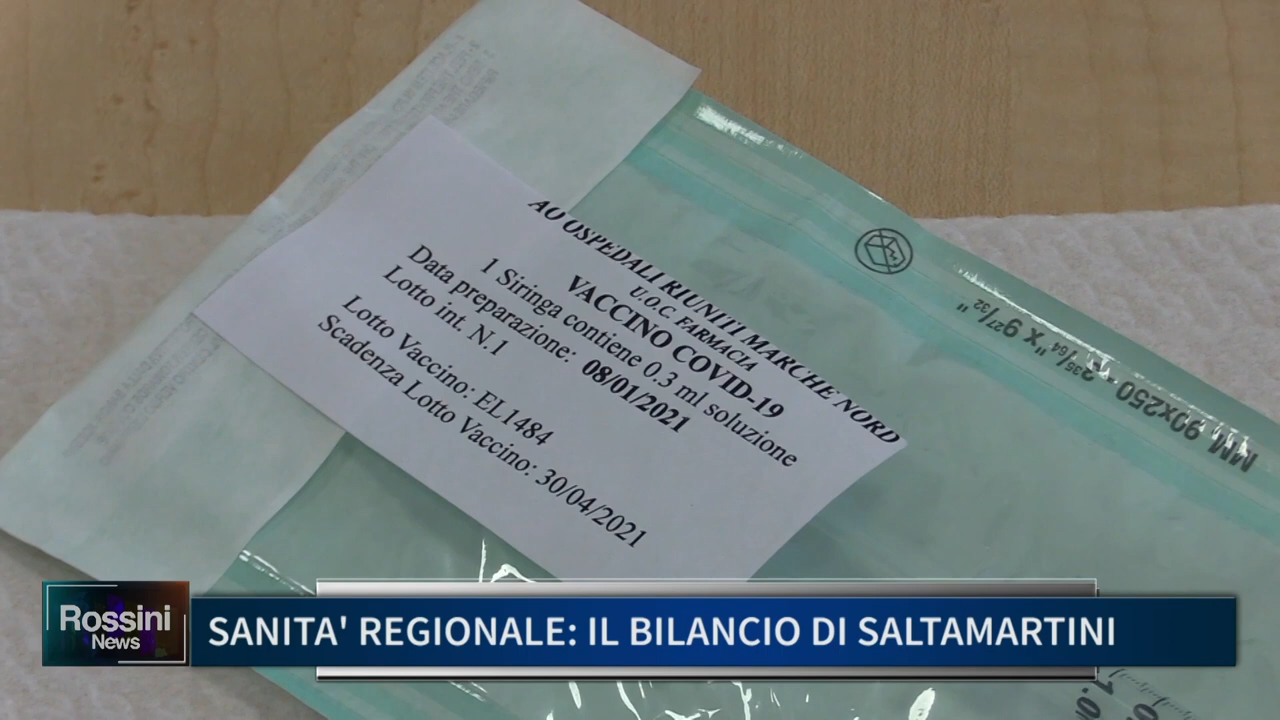 AO OSPEDALI RIUNITI MARCHE NORD
U.O.C. FARMACIA
VACCINO COVID-19
1 Siringa contiene 0.3 ml soluzione
Data preparazione: 08/01/2021
Lotto int. N.1
Lotto Vaccino: EL1484
Scadenza Lotto Vaccino: 30/04/2021
MM 90x250
Rossini
News
SANITA' REGIONALE: IL BILANCIO DI SALTAMARTINI